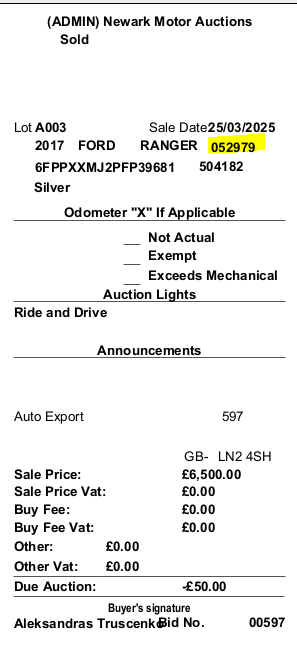 (ADMIN) Newark Motor Auctions
Sold
Lot A003 Sale Date25/03/2025
2017 FORD RANGER 052979
6FPPXXMJ2PFP39681 504182
Silver
Odometer "X" If Applicable
__ Not Actual
__ Exempt
__ Exceeds Mechanical
Auction Lights
Ride and Drive
Announcements
Auto Export 597
GB- LN2 4SH
Sale Price: £6,500.00
Sale Price Vat: £0.00
Buy Fee: £0.00
Buy Fee Vat: £0.00
Other: £0.00
Other Vat: £0.00
Due Auction: -£50.00
Buyer's signature
Aleksandras Truscenko Bid No. 00597